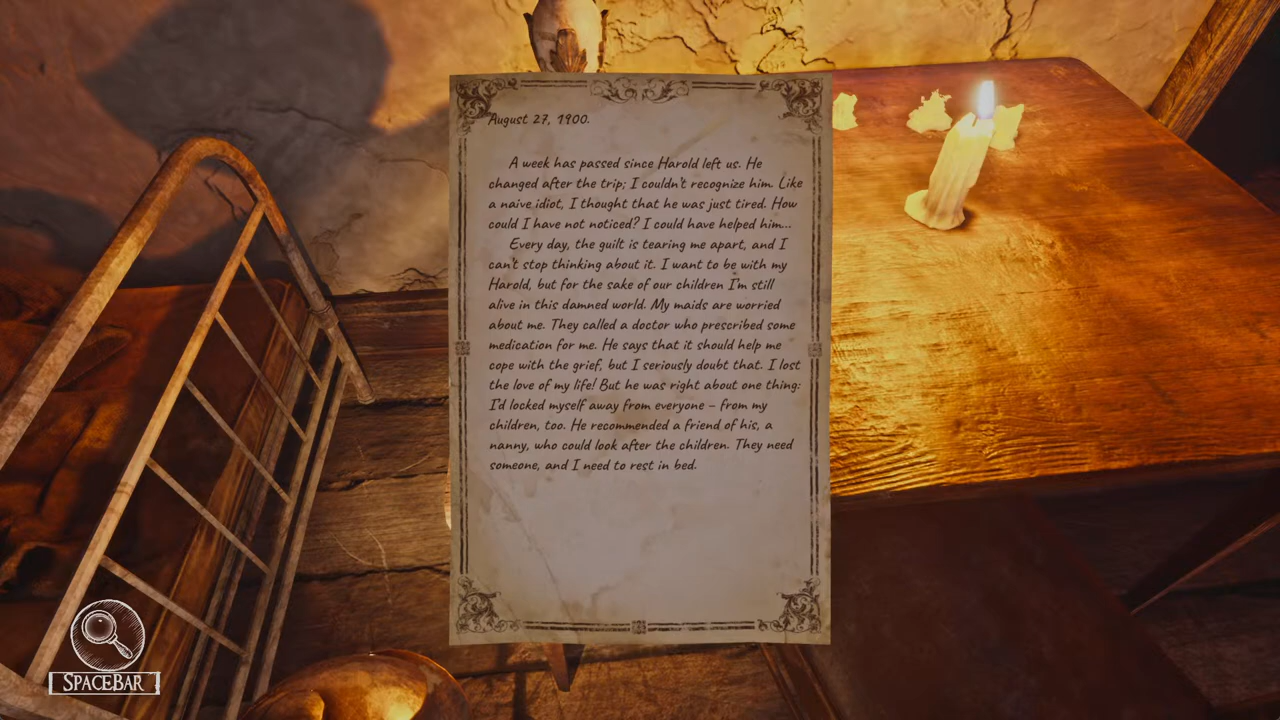 August 27, 1900.
A week has passed since Harold left us. He
changed after the trip; I couldn't recognize him. Like
a naive idiot, I thought that he was just tired. How
could I have not noticed? I could have helped him...
Every day, the guilt is tearing me apart, and I
can't stop thinking about it. I want to be with my
Harold, but for the sake of our children I'm still
alive in this damned world. My maids are worried
about me. They called a doctor who prescribed some
medication for me. He says that it should help me
cope with the grief, but I seriously doubt that. I lost
the love of my life! But he was right about one thing:
I'd locked myself away from everyone – from my
children, too. He recommended a friend of his, a
nanny, who could look after the children. They need
someone, and I need to rest in bed.
SPACEBAR